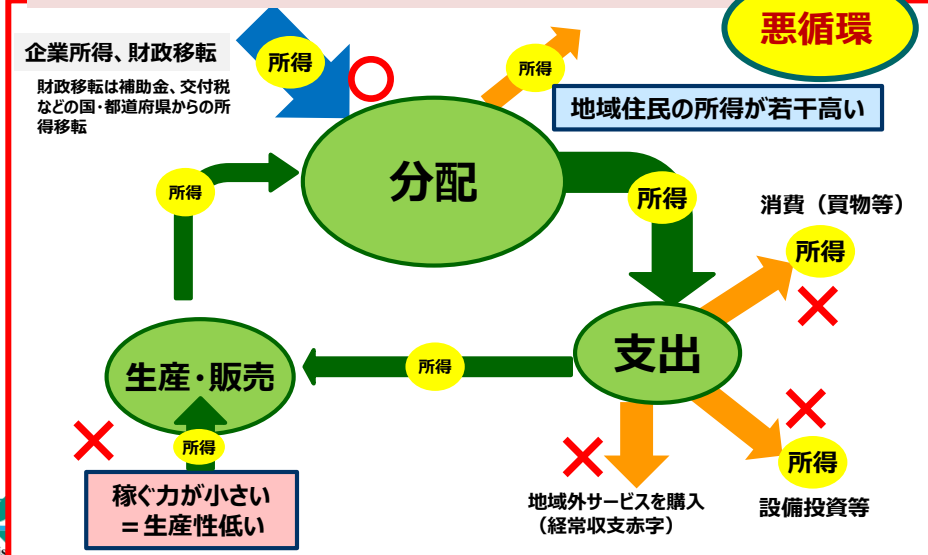 悪循環
企業所得、財政移転
財政移転は補助金、交付税
などの国・都道府県からの所
得移転
所得
所得
地域住民の所得が若干高い
分配
所得
所得
消費（買物等）
所得
支出
所得
生産・販売
所得
稼ぐ力が小さい
＝生産性低い
地域外サービスを購入
（経常収支赤字）
所得
設備投資等